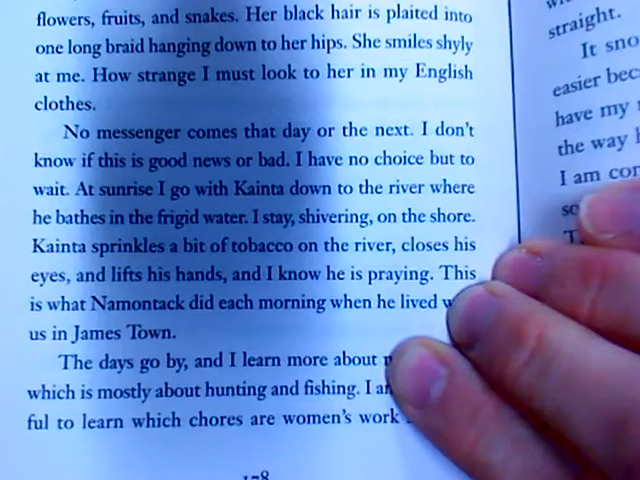 flowers, fruits, and snakes. Her black hair is plaited into
one long braid hanging down to her hips. She smiles shyly
at me. How strange I must look to her in my English
clothes.
No messenger comes that day or the next. I don't
know if this is good news or bad. I have no choice but to
wait. At sunrise I go with Kainta down to the river where
he bathes in the frigid water. I stay, shivering, on the shore.
Kainta sprinkles a bit of tobacco on the river, closes his
eyes, and lifts his hands, and I know he is praying. This
is what Namontack did each morning when he lived
us in James Town.
The days go by, and I learn more about
which is mostly about hunting and fishing. I
ful to learn which chores are women's work
178
straight.
It sno
easier bec
have my
the way
I am con